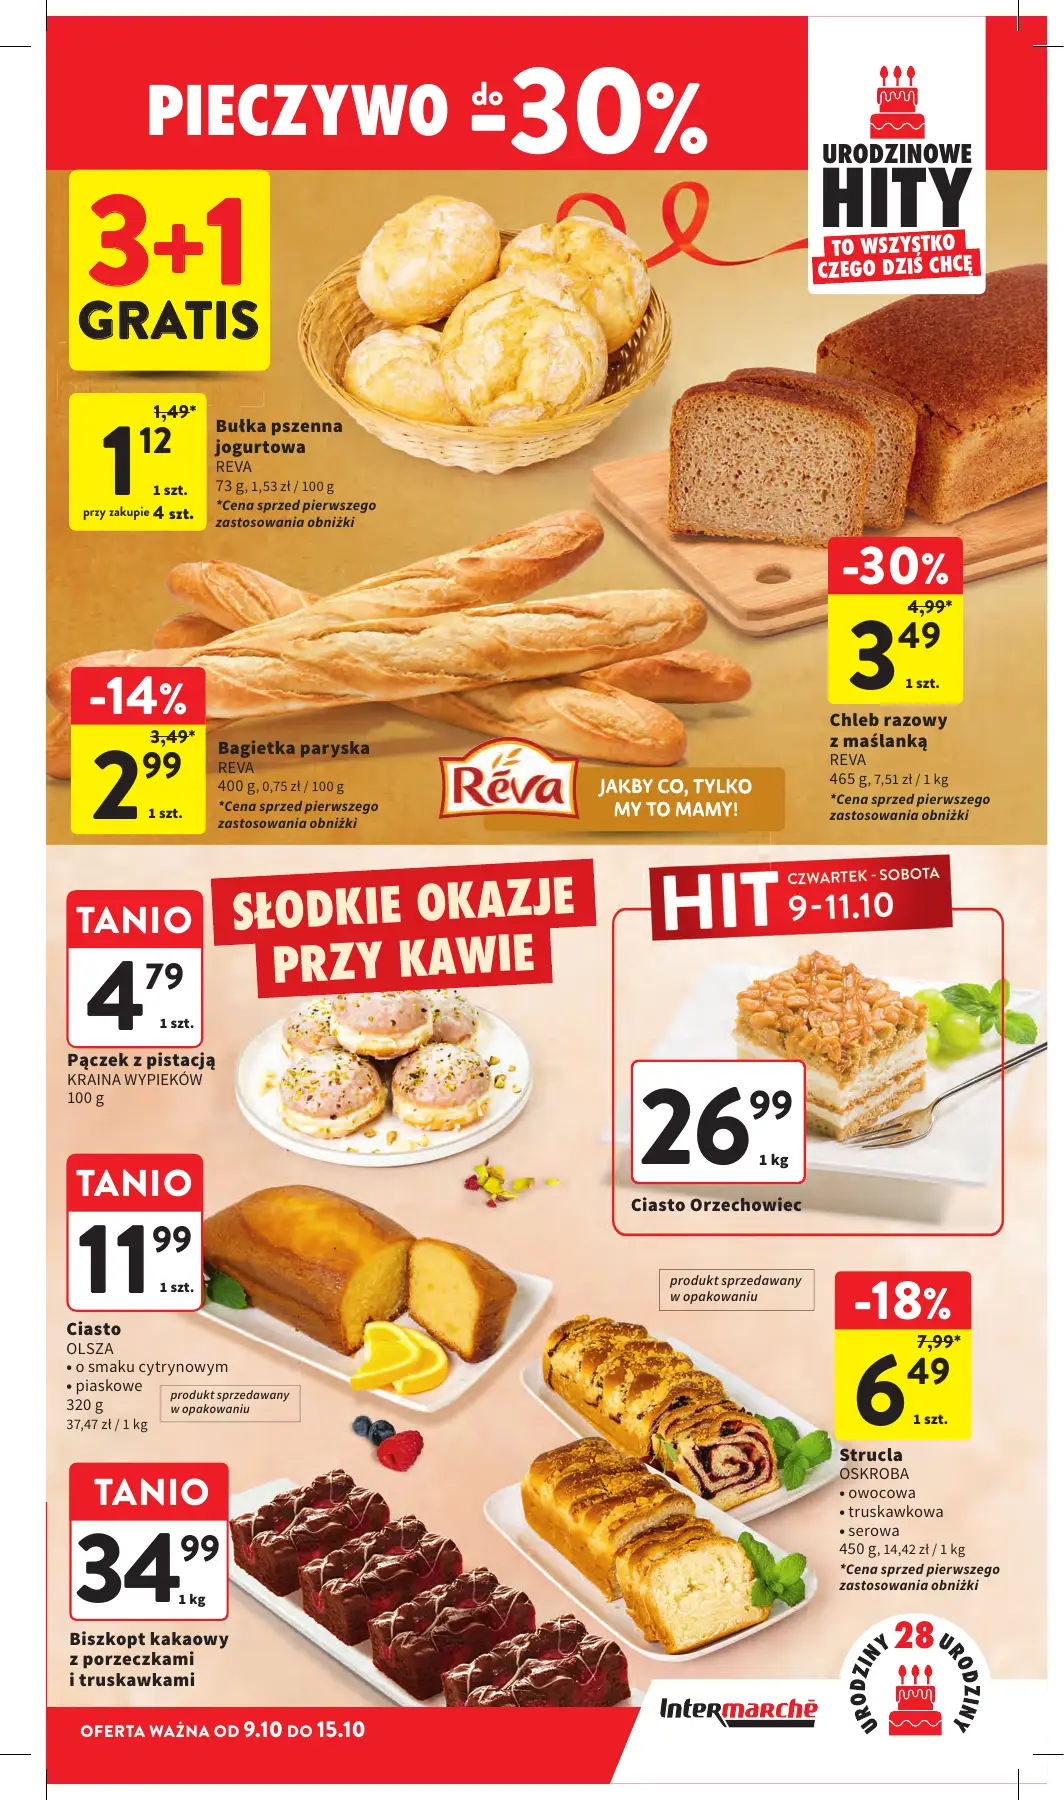 PIECZYWO do -30%
URODZINOWE
HITY
TO WSZYSTKO
CZEGO DZIŚ CHCĘ
3+1
GRATIS
1,49*
1 12
1 szt.
przy zakupie 4 szt.
Bułka pszenna
jogurtowa
REVA
73 g, 1,53 zł / 100 g
*Cena sprzed pierwszego
zastosowania obniżki
-30%
4,99*
3 49
1 szt.
Chleb razowy
z maślanką
REVA
465 g, 7,51 zł / 1 kg
*Cena sprzed pierwszego
zastosowania obniżki
-14%
3,49*
2 99
1 szt.
Bagietka paryska
REVA
400 g, 0,75 zł / 100 g
*Cena sprzed pierwszego
zastosowania obniżki
Rêva
JAKBY CO, TYLKO
MY TO MAMY!
SŁODKIE OKAZJE
PRZY KAWIE
TANIO
4 79
1 szt.
Pączek z pistacją
KRAINA WYPIEKÓW
100 g
HIT CZWARTEK - SOBOTA
9-11.10
26 99
1 kg
Ciasto Orzechowiec
TANIO
11 99
1 szt.
Ciasto
OLSZA
• o smaku cytrynowym
• piaskowe
320 g
37,47 zł / 1 kg
produkt sprzedawany
w opakowaniu
produkt sprzedawany
w opakowaniu
-18%
7,99*
6 49
1 szt.
Strucla
OSKROBA
• owocowa
• truskawkowa
• serowa
450 g, 14,42 zł / 1 kg
*Cena sprzed pierwszego
zastosowania obniżki
TANIO
34 99
1 kg
Biszkopt kakaowy
z porzeczkami
i truskawkami
OFERTA WAŻNA OD 9.10 DO 15.10
Intermarchē
URODZINY 28 URODZINY